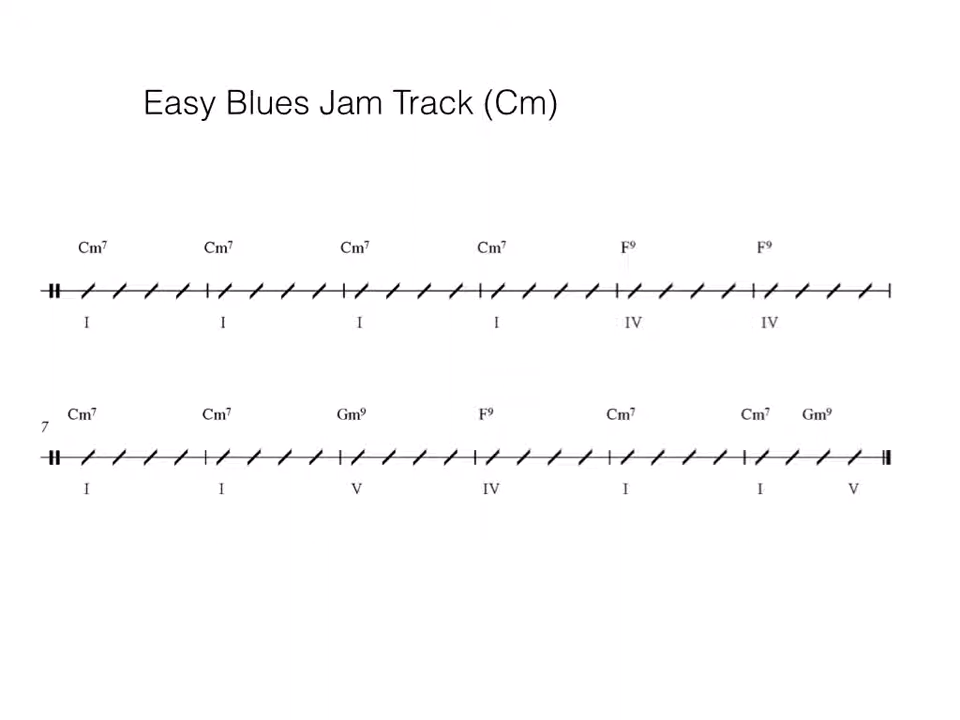 Easy Blues Jam Track (Cm)
Cm7 Cm7 Cm7 Cm7 F9 F9
I I I I IV IV
Cm7 Cm7 Gm9 F9 Cm7 Cm7 Gm9
7
I I V IV I I V